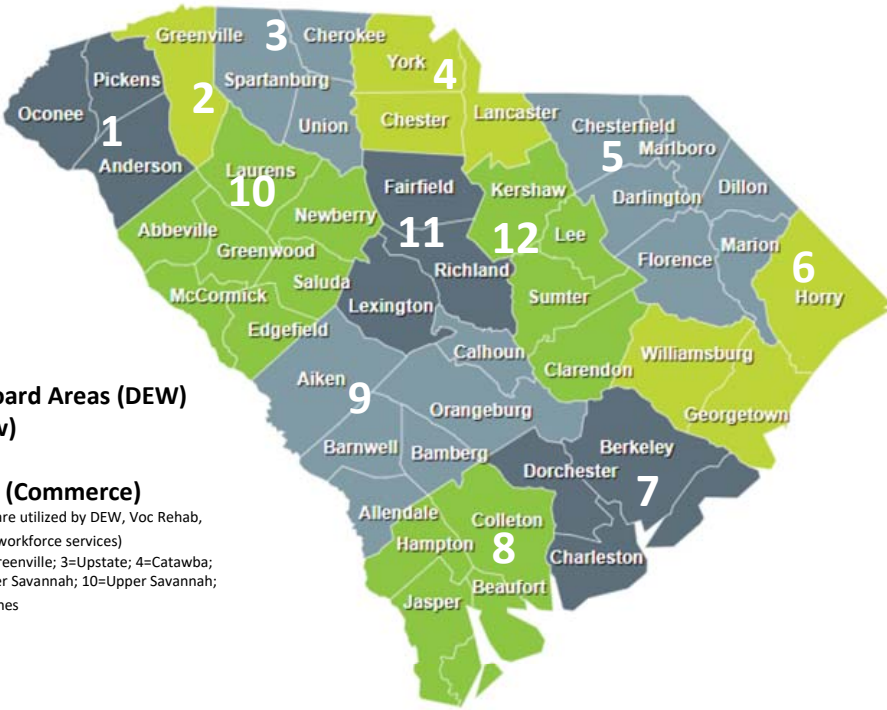 Greenville
3
Cherokee
Pickens
York
4
Spartanburg
2
Oconee
Union
Chester
Lancaster
1
Chesterfield
Marlboro
5
Anderson
Laurens
10
Fairfield
Kershaw
Dillon
Darlington
Newberry
Abbeville
11
12
Lee
Marion
Greenwood
Florence
6
Richland
Saluda
McCormick
Lexington
Sumter
Horry
Edgefield
Calhoun
Williamsburg
Clarendon
Aiken
9
Orangeburg
Georgetown
Barnwell
Bamberg
Berkeley
Dorchester
7
Allendale
Colleton
Hampton
8
Charleston
Beaufort
Jasper
ard Areas (DEW)
w)
(Commerce)
re utilized by DEW, Voc Rehab,
workforce services)
reenville; 3=Upstate; 4=Catawba;
er Savannah; 10=Upper Savannah;
nes